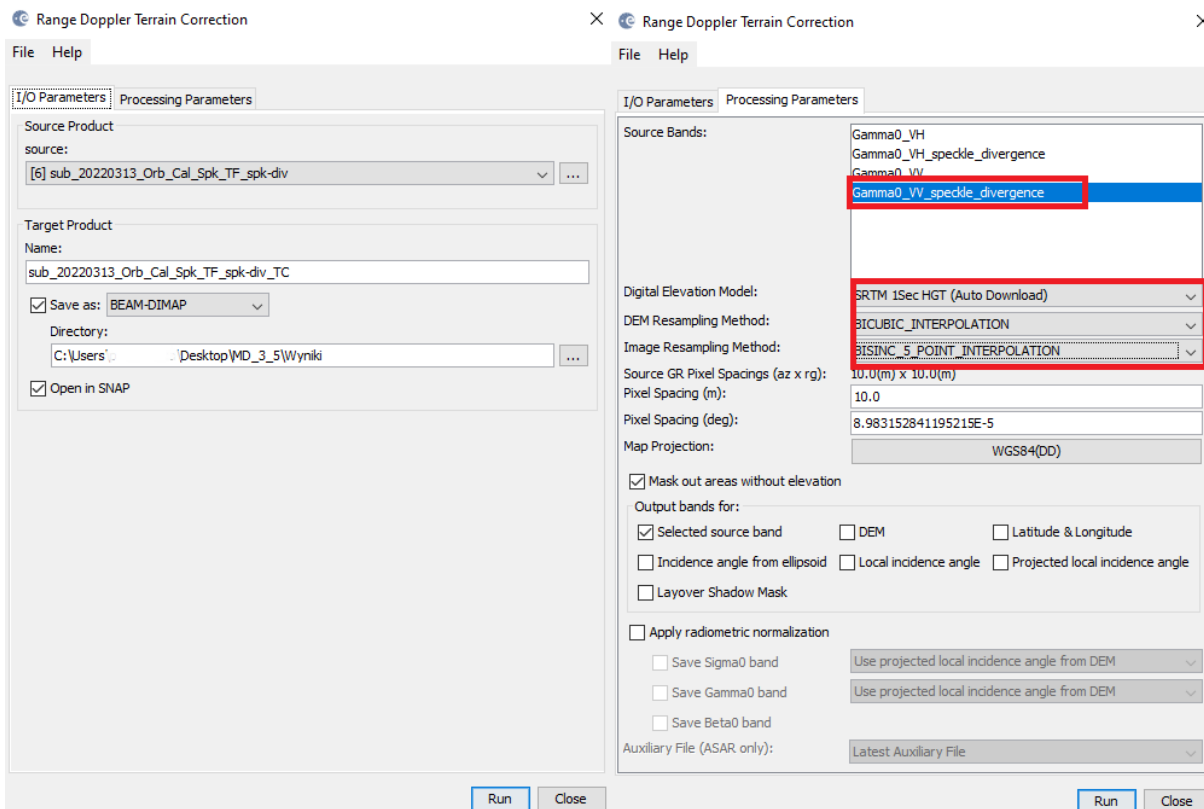 Range Doppler Terrain Correction
File Help
I/O Parameters Processing Parameters
Source Product
source:
[6] sub_20220313_Orb_Cal_Spk_TF_spk-div
...
Target Product
Name:
sub_20220313_Orb_Cal_Spk_TF_spk-div_TC
Save as: BEAM-DIMAP
Directory:
C:\Users \Desktop\MD_3_5\Wyniki
...
Open in SNAP
Run Close
Range Doppler Terrain Correction
File Help
I/O Parameters Processing Parameters
Source Bands:
Gamma0_VH
Gamma0_VH_speckle_divergence
Gamma0_VV
Gamma0_VV_speckle_divergence
Digital Elevation Model: SRTM 1Sec HGT (Auto Download)
DEM Resampling Method: BICUBIC_INTERPOLATION
Image Resampling Method: BISINC_5_POINT_INTERPOLATION
Source GR Pixel Spacings (az x rg): 10.0(m) x 10.0(m)
Pixel Spacing (m): 10.0
Pixel Spacing (deg): 8.983152841195215E-5
Map Projection: WGS84(DD)
Mask out areas without elevation
Output bands for:
Selected source band DEM Latitude & Longitude
Incidence angle from ellipsoid Local incidence angle Projected local incidence angle
Layover Shadow Mask
Apply radiometric normalization
Save Sigma0 band Use projected local incidence angle from DEM
Save Gamma0 band Use projected local incidence angle from DEM
Save Beta0 band
Auxiliary File (ASAR only): Latest Auxiliary File
Run Close